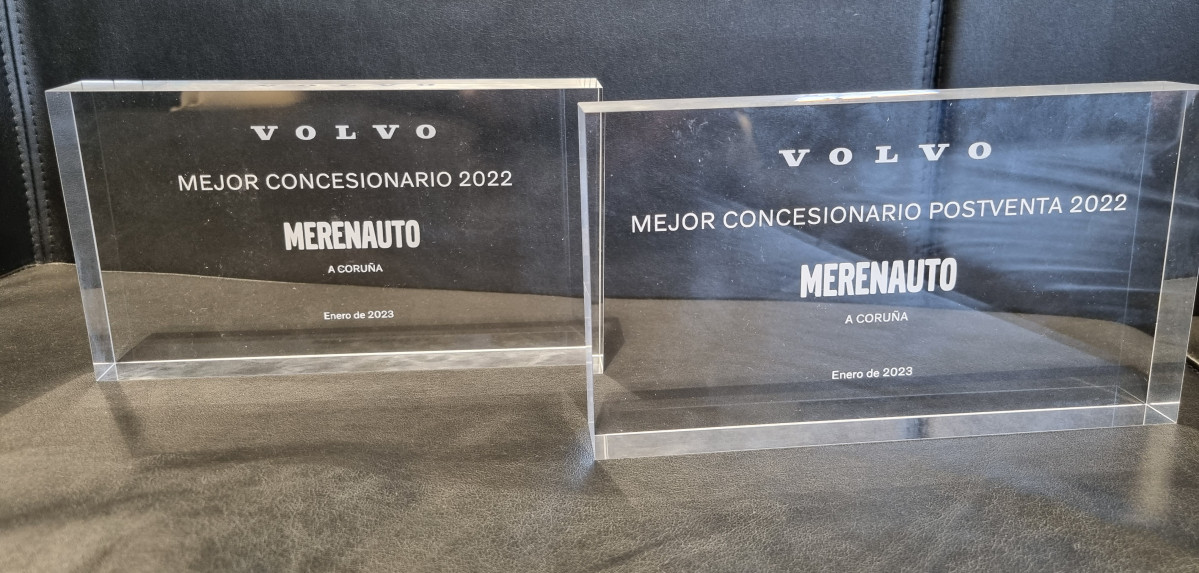 VOLVO
MEJOR CONCESIONARIO 2022
MERENAUTO
A CORUÑA
Enero de 2023
VOLVO
MEJOR CONCESIONARIO POSTVENTA 2022
MERENAUTO
A CORUÑA
Enero de 2023